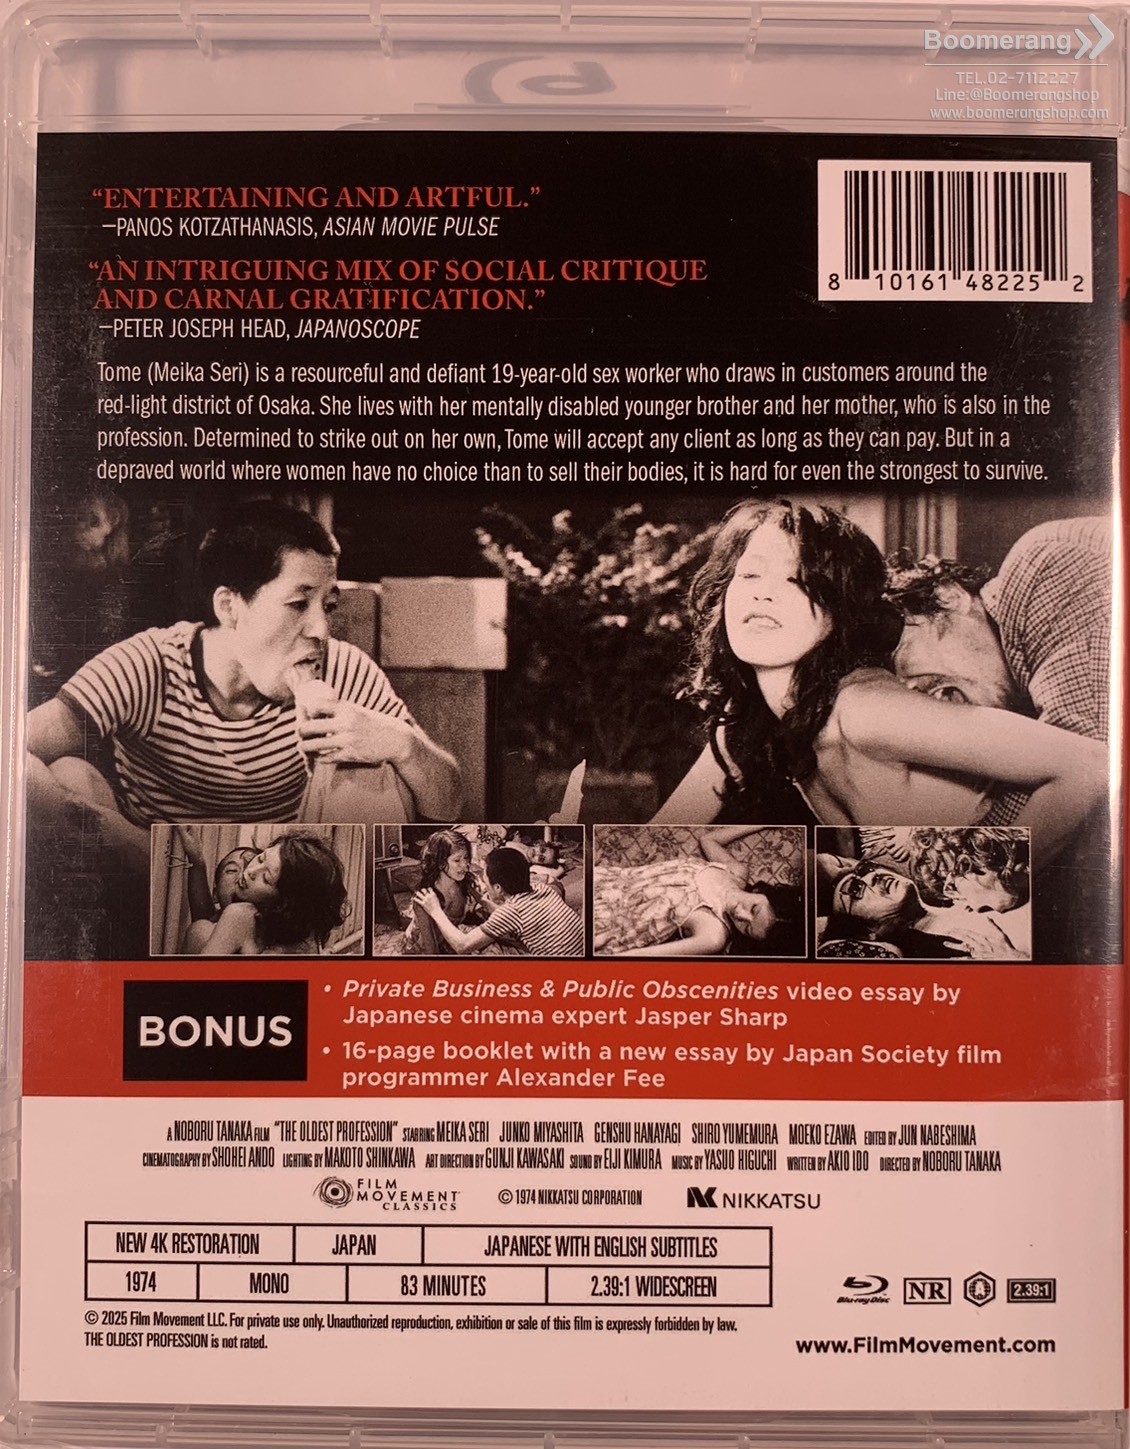 Boomerang
TEL.02-7112227
Line:@Boomerangshop
www.boomerangshop.com
“ENTERTAINING AND ARTFUL.”
—PANOS KOTZATHANASIS, ASIAN MOVIE PULSE
“AN INTRIGUING MIX OF SOCIAL CRITIQUE
AND CARNAL GRATIFICATION.”
—PETER JOSEPH HEAD, JAPANOSCOPE
8 10161 48225 2
Tome (Meika Seri) is a resourceful and defiant 19-year-old sex worker who draws in customers around the
red-light district of Osaka. She lives with her mentally disabled younger brother and her mother, who is also in the
profession. Determined to strike out on her own, Tome will accept any client as long as they can pay. But in a
depraved world where women have no choice than to sell their bodies, it is hard for even the strongest to survive.
BONUS
• Private Business & Public Obscenities video essay by
Japanese cinema expert Jasper Sharp
• 16-page booklet with a new essay by Japan Society film
programmer Alexander Fee
A NOBORU TANAKA FILM “THE OLDEST PROFESSION” STARRING MEIKA SERI JUNKO MIYASHITA GENSHU HANAYAGI SHIRO YUMEMURA MOEKO EZAWA EDITED BY JUN NABESHIMA
CINEMATOGRAPHY BY SHOHEI ANDO LIGHTING BY MAKOTO SHINKAWA ART DIRECTION BY GUNJI KAWASAKI SOUND BY EIJI KIMURA MUSIC BY YASUO HIGUCHI WRITTEN BY AKIO IDO DIRECTED BY NOBORU TANAKA
FILM
MOVEMENT
CLASSICS
© 1974 NIKKATSU CORPORATION
NIKKATSU
NEW 4K RESTORATION JAPAN JAPANESE WITH ENGLISH SUBTITLES
1974 MONO 83 MINUTES 2.39:1 WIDESCREEN
Blu-ray Disc NR A 2.39:1
© 2025 Film Movement LLC. For private use only. Unauthorized reproduction, exhibition or sale of this film is expressly forbidden by law.
THE OLDEST PROFESSION is not rated.
www.FilmMovement.com